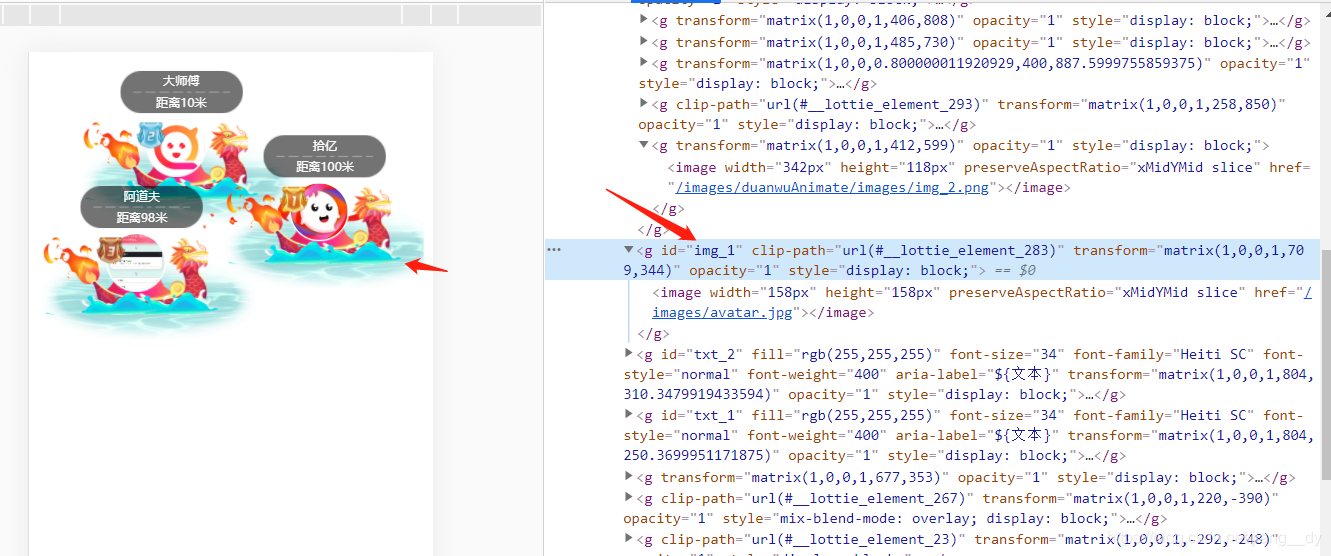 大师傅
距离10米
拾亿
距离100米
阿道夫
距离98米
2
1
3
<g transform="matrix(1,0,0,1,406,808)" opacity="1" style="display: block;">…</g>
<g transform="matrix(1,0,0,1,485,730)" opacity="1" style="display: block;">…</g>
<g transform="matrix(1,0,0,0.800000011920929,400,887.5999755859375)" opacity="1"
style="display: block;">…</g>
<g clip-path="url(#__lottie_element_293)" transform="matrix(1,0,0,1,258,850)"
opacity="1" style="display: block;">…</g>
<g transform="matrix(1,0,0,1,412,599)" opacity="1" style="display: block;">
<image width="342px" height="118px" preserveAspectRatio="xMidYMid slice" href=
"/images/duanwuAnimate/images/img_2.png"></image>
</g>
</g>
<g id="img_1" clip-path="url(#__lottie_element_283)" transform="matrix(1,0,0,1,70
9,344)" opacity="1" style="display: block;"> == $0
<image width="158px" height="158px" preserveAspectRatio="xMidYMid slice" href="/
images/avatar.jpg"></image>
</g>
<g id="txt_2" fill="rgb(255,255,255)" font-size="34" font-family="Heiti SC" font-
style="normal" font-weight="400" aria-label="${文本}" transform="matrix(1,0,0,1,804,
310.3479919433594)" opacity="1" style="display: block;">…</g>
<g id="txt_1" fill="rgb(255,255,255)" font-size="34" font-family="Heiti SC" font-
style="normal" font-weight="400" aria-label="${文本}" transform="matrix(1,0,0,1,804,
250.3699951171875)" opacity="1" style="display: block;">…</g>
<g transform="matrix(1,0,0,1,677,353)" opacity="1" style="display: block;">…</g>
<g clip-path="url(#__lottie_element_267)" transform="matrix(1,0,0,1,220,-390)"
opacity="1" style="mix-blend-mode: overlay; display: block;">…</g>
<g clip-path="url(#__lottie_element_23)" transform="matrix(1,0,0,1,-292,-248)"